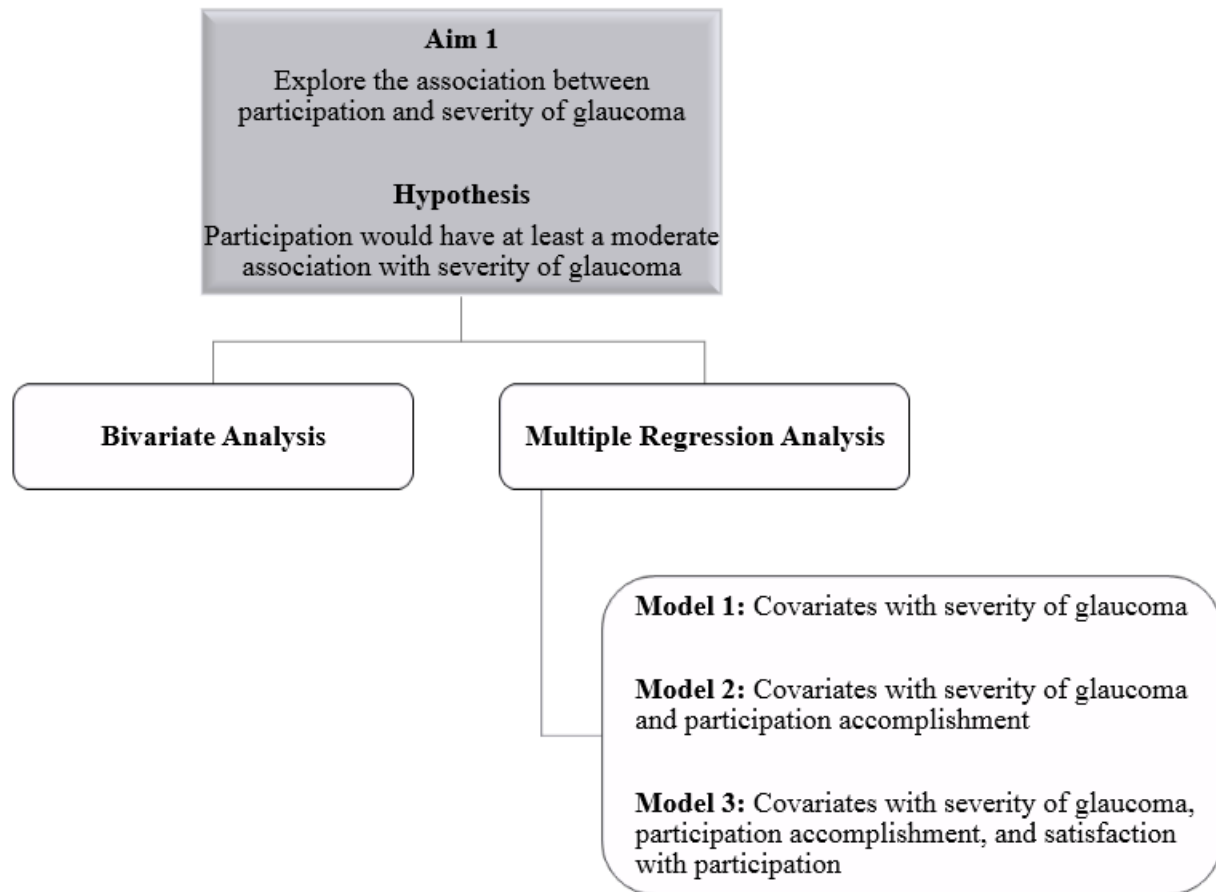 Aim 1
Explore the association between
participation and severity of glaucoma
Hypothesis
Participation would have at least a moderate
association with severity of glaucoma
Bivariate Analysis
Multiple Regression Analysis
Model 1: Covariates with severity of glaucoma
Model 2: Covariates with severity of glaucoma
and participation accomplishment
Model 3: Covariates with severity of glaucoma,
participation accomplishment, and satisfaction
with participation